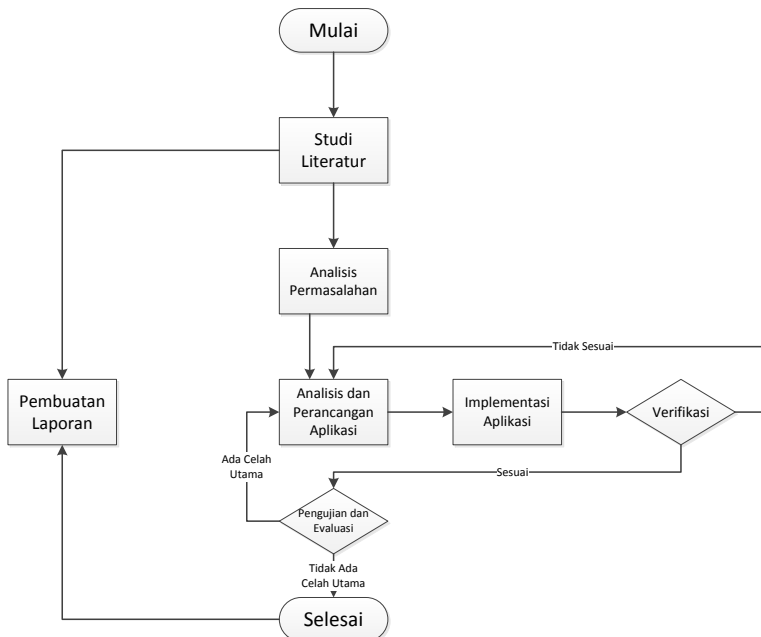 Mulai
Studi
Literatur
Analisis
Permasalahan
Tidak Sesuai
Pembuatan
Laporan
Analisis dan
Perancangan
Aplikasi
Implementasi
Aplikasi
Verifikasi
Ada Celah
Utama
Sesuai
Pengujian dan
Evaluasi
Tidak Ada
Celah Utama
Selesai